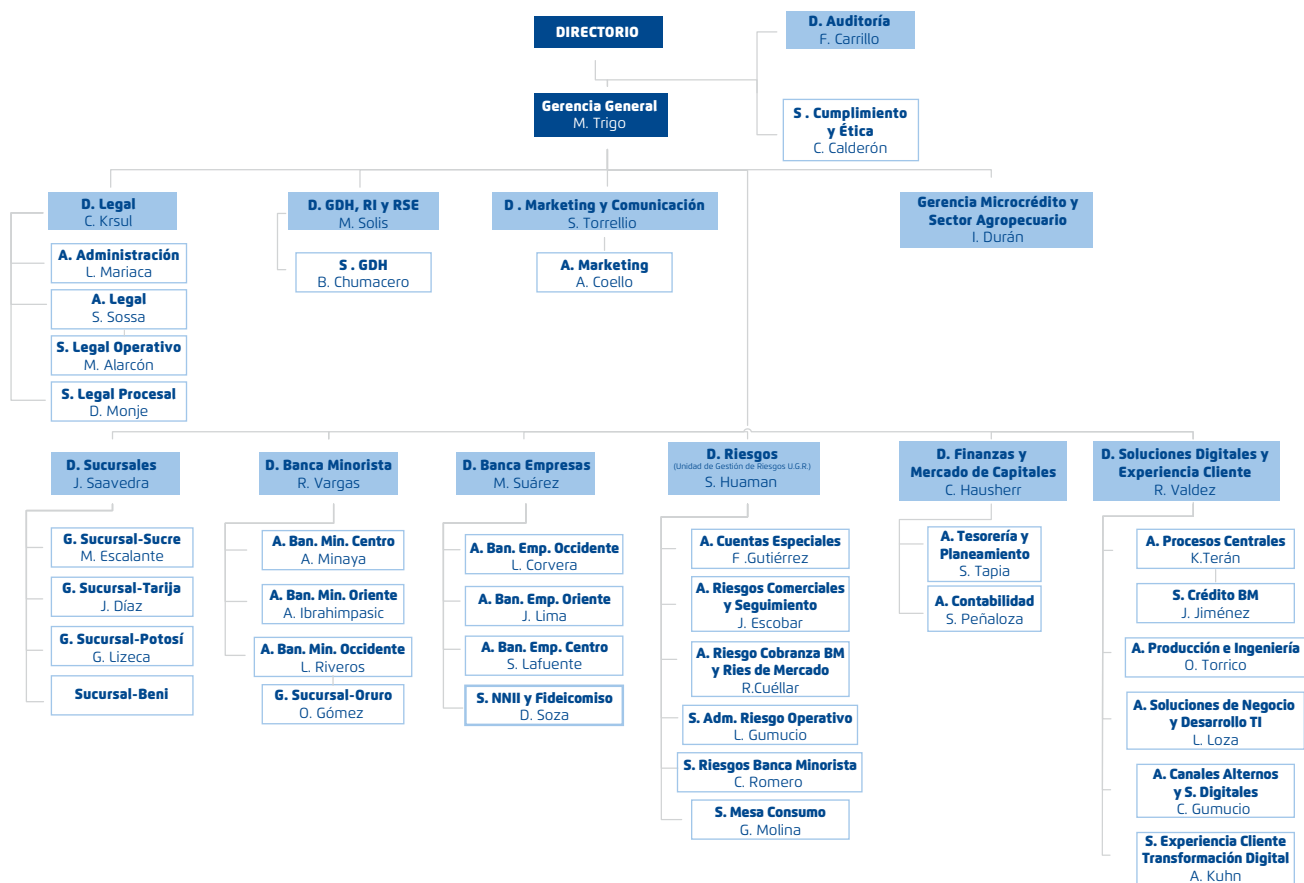 DIRECTORIO
D. Auditoría
F. Carrillo
Gerencia General
M. Trigo
S . Cumplimiento
y Ética
C. Calderón
D. Legal
C. Krsul
A. Administración
L. Mariaca
A. Legal
S. Sossa
S. Legal Operativo
M. Alarcón
S. Legal Procesal
D. Monje
D. GDH, RI y RSE
M. Solis
S . GDH
B. Chumacero
D . Marketing y Comunicación
S. Torrellio
A. Marketing
A. Coello
Gerencia Microcrédito y
Sector Agropecuario
I. Durán
D. Sucursales
J. Saavedra
G. Sucursal-Sucre
M. Escalante
G. Sucursal-Tarija
J. Díaz
G. Sucursal-Potosí
G. Lizeca
Sucursal-Beni
D. Banca Minorista
R. Vargas
A. Ban. Min. Centro
A. Minaya
A. Ban. Min. Oriente
A. Ibrahimpasic
A. Ban. Min. Occidente
L. Riveros
G. Sucursal-Oruro
O. Gómez
D. Banca Empresas
M. Suárez
A. Ban. Emp. Occidente
L. Corvera
A. Ban. Emp. Oriente
J. Lima
A. Ban. Emp. Centro
S. Lafuente
S. NNII y Fideicomiso
D. Soza
D. Riesgos
(Unidad de Gestión de Riesgos U.G.R.)
S. Huaman
A. Cuentas Especiales
F .Gutiérrez
A. Riesgos Comerciales
y Seguimiento
J. Escobar
A. Riesgo Cobranza BM
y Ries de Mercado
R.Cuéllar
S. Adm. Riesgo Operativo
L. Gumucio
S. Riesgos Banca Minorista
C. Romero
S. Mesa Consumo
G. Molina
D. Finanzas y
Mercado de Capitales
C. Hausherr
A. Tesorería y
Planeamiento
S. Tapia
A. Contabilidad
S. Peñaloza
D. Soluciones Digitales y
Experiencia Cliente
R. Valdez
A. Procesos Centrales
K.Terán
S. Crédito BM
J. Jiménez
A. Producción e Ingeniería
O. Torrico
A. Soluciones de Negocio
y Desarrollo TI
L. Loza
A. Canales Alternos
y S. Digitales
C. Gumucio
S. Experiencia Cliente
Transformación Digital
A. Kuhn